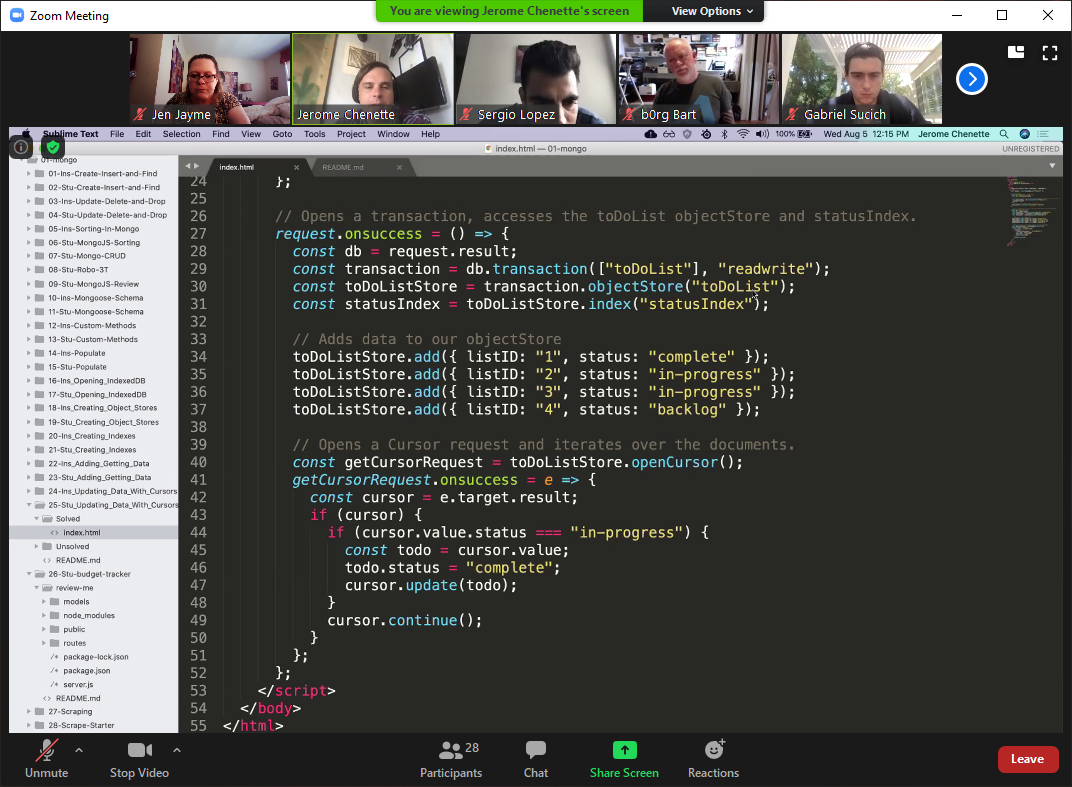 Zoom Meeting
You are viewing Jerome Chenette's screen
View Options
Jen Jayme
Jerome Chenette
Sergio Lopez
b0rg Bart
Gabriel Sucich
Sublime Text File Edit Selection Find View Goto Tools Project Window Help
100% Wed Aug 5 12:15 PM Jerome Chenette
index.html — 01-mongo
UNREGISTERED
01-mongo
01-Ins-Create-Insert-and-Find
02-Stu-Create-Insert-and-Find
03-Ins-Update-Delete-and-Drop
04-Stu-Update-Delete-and-Drop
05-Ins-Sorting-In-Mongo
06-Stu-MongoJS-Sorting
07-Stu-Mongo-CRUD
08-Stu-Robo-3T
09-Stu-MongoJS-Review
10-Ins-Mongoose-Schema
11-Stu-Mongoose-Schema
12-Ins-Custom-Methods
13-Stu-Custom-Methods
14-Ins-Populate
15-Stu-Populate
16-Ins_Opening_IndexedDB
17-Stu_Opening_IndexedDB
18-Ins_Creating_Object_Stores
19-Stu_Creating_Object_Stores
20-Ins_Creating_Indexes
21-Stu_Creating_Indexes
22-Ins_Adding_Getting_Data
23-Stu_Adding_Getting_Data
24-Ins_Updating_Data_With_Cursors
25-Stu_Updating_Data_With_Cursors
Solved
<> index.html
Unsolved
<> README.md
26-Stu-budget-tracker
review-me
models
node_modules
public
routes
/* package-lock.json
/* package.json
/* server.js
<> README.md
27-Scraping
28-Scrape-Starter
index.html
README.md
24 };
25
26 // Opens a transaction, accesses the toDoList objectStore and statusIndex.
27 request.onsuccess = () => {
28 const db = request.result;
29 const transaction = db.transaction(["toDoList"], "readwrite");
30 const toDoListStore = transaction.objectStore("toDoList");
31 const statusIndex = toDoListStore.index("statusIndex");
32
33 // Adds data to our objectStore
34 toDoListStore.add({ listID: "1", status: "complete" });
35 toDoListStore.add({ listID: "2", status: "in-progress" });
36 toDoListStore.add({ listID: "3", status: "in-progress" });
37 toDoListStore.add({ listID: "4", status: "backlog" });
38
39 // Opens a Cursor request and iterates over the documents.
40 const getCursorRequest = toDoListStore.openCursor();
41 getCursorRequest.onsuccess = e => {
42 const cursor = e.target.result;
43 if (cursor) {
44 if (cursor.value.status === "in-progress") {
45 const todo = cursor.value;
46 todo.status = "complete";
47 cursor.update(todo);
48 }
49 cursor.continue();
50 }
51 };
52 };
53 </script>
54 </body>
55 </html>
Unmute
Stop Video
Participants
28
Chat
Share Screen
Reactions
Leave